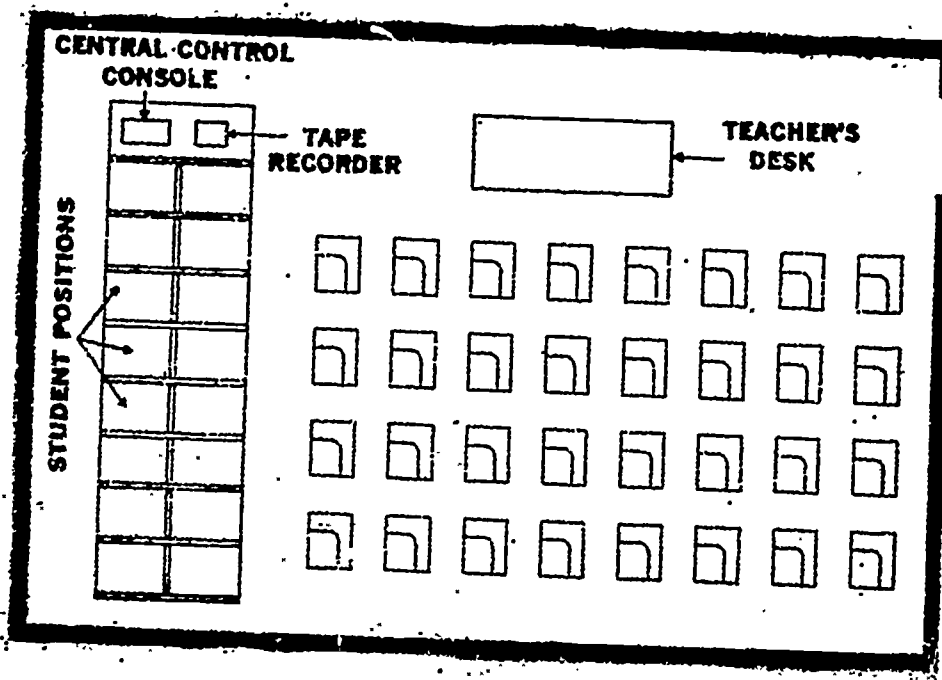 CENTRAL CONTROL
CONSOLE
TAPE
RECORDER
TEACHER'S
DESK
STUDENT POSITIONS